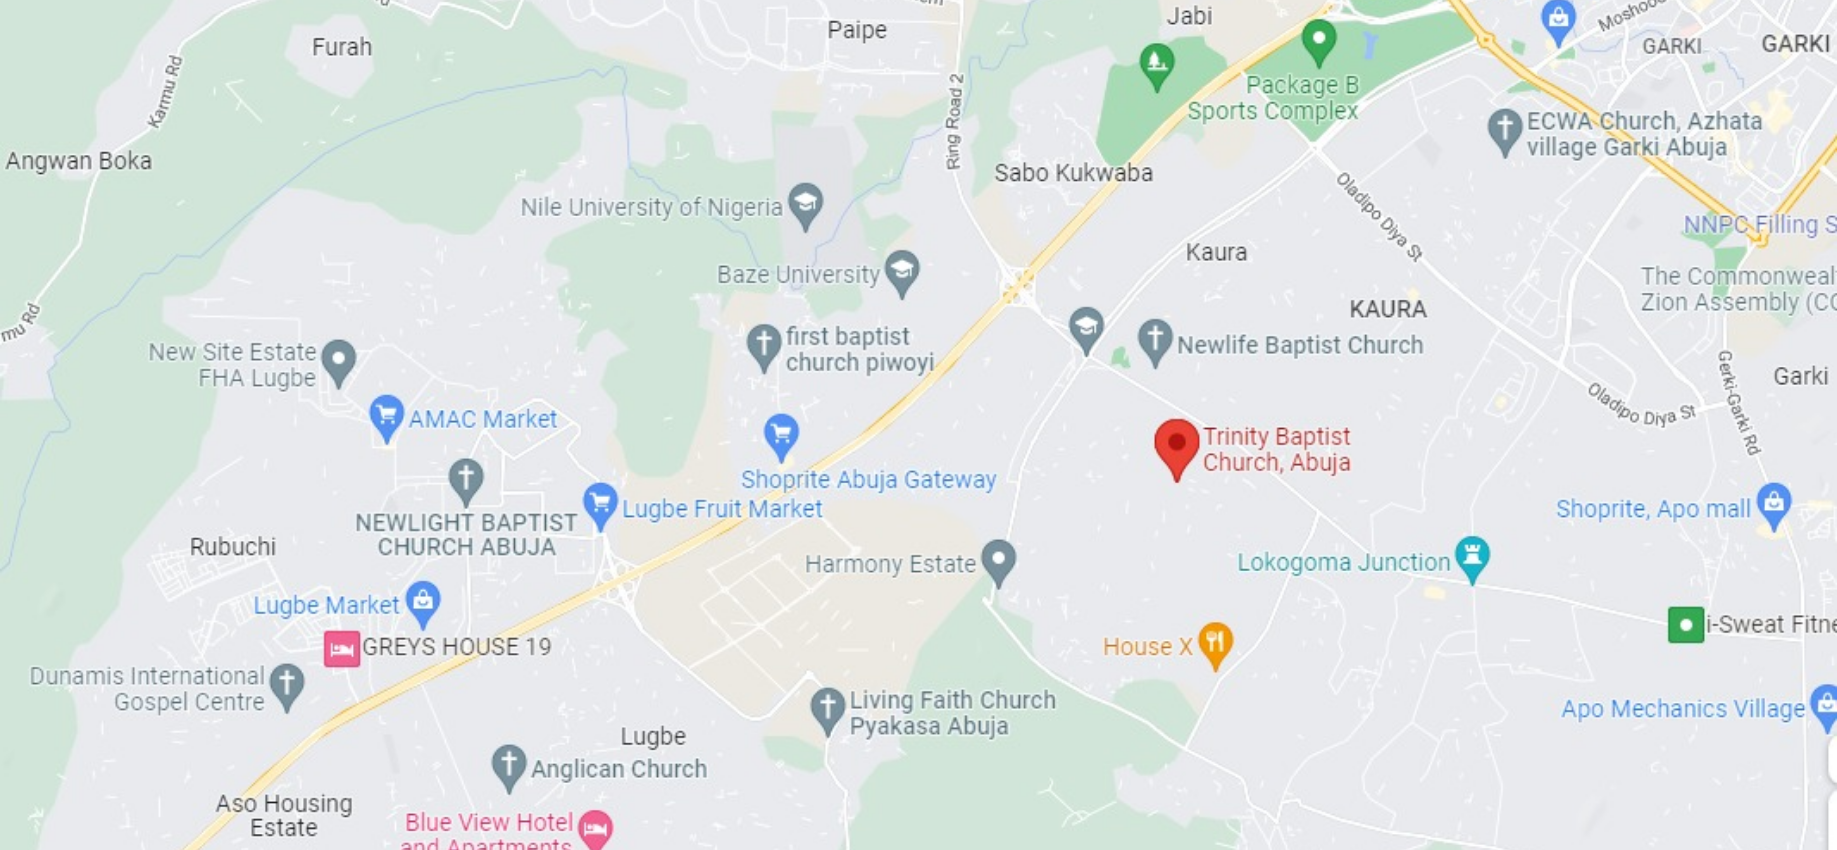 Jabi
Paipe
Furah
Moshood
GARKI
GARKI
Karmu Rd
Ring Road 2
Package B
Sports Complex
ECWA Church, Azhata
village Garki Abuja
Angwan Boka
Sabo Kukwaba
Oladipo Diya St
Nile University of Nigeria
NNPC Filling S
Kaura
Baze University
The Commonwealt
Zion Assembly (CC
KAURA
mu Rd
first baptist
church piwoyi
Newlife Baptist Church
New Site Estate
FHA Lugbe
Gerki-Garki Rd
Garki
Oladipo Diya St
AMAC Market
Trinity Baptist
Church, Abuja
Shoprite Abuja Gateway
Lugbe Fruit Market
Shoprite, Apo mall
NEWLIGHT BAPTIST
CHURCH ABUJA
Rubuchi
Harmony Estate
Lokogoma Junction
Lugbe Market
i-Sweat Fitne
GREYS HOUSE 19
House X
Dunamis International
Gospel Centre
Living Faith Church
Pyakasa Abuja
Apo Mechanics Village
Lugbe
Anglican Church
Aso Housing
Estate
Blue View Hotel
and Apartments